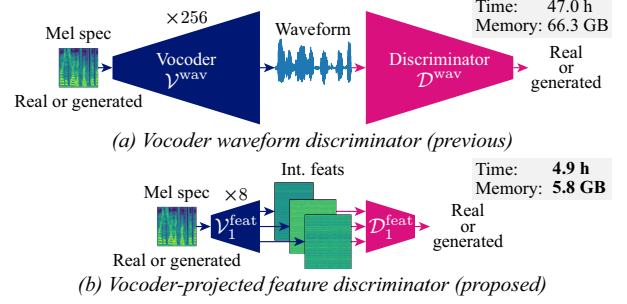 Mel spec
Real or generated
×256
Vocoder
𝒱^wav
Waveform
Discriminator
𝒟^wav
Time: 47.0 h
Memory: 66.3 GB
Real
or
generated
(a) Vocoder waveform discriminator (previous)
Mel spec
Real or generated
×8
𝒱₁^feat
Int. feats
𝒟₁^feat
Time: 4.9 h
Memory: 5.8 GB
Real
or
generated
(b) Vocoder-projected feature discriminator (proposed)